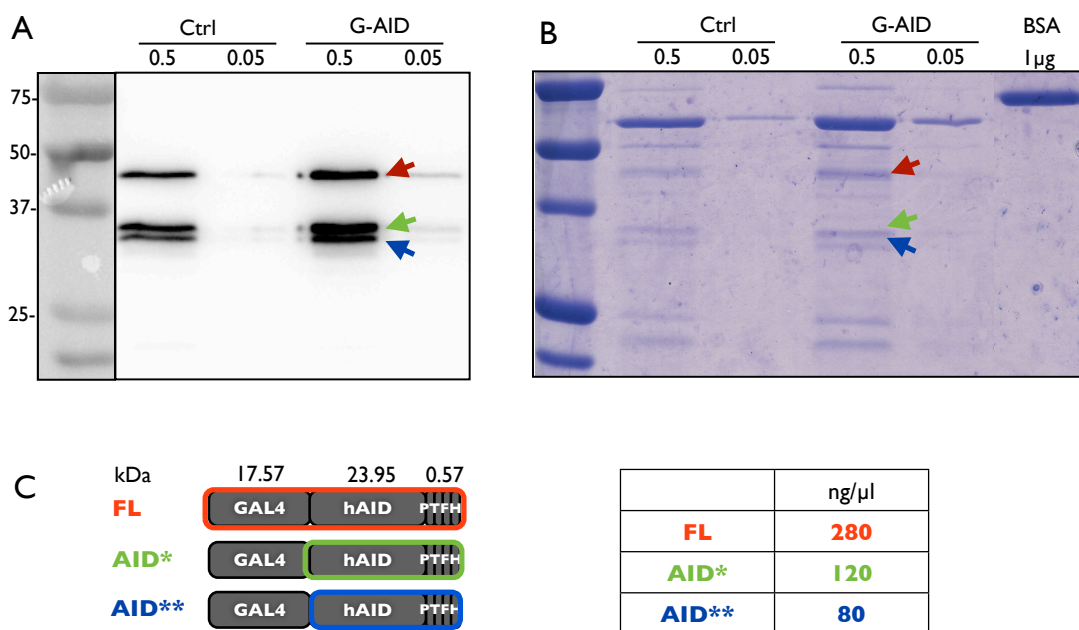 A
Ctrl G-AID
0.5 0.05 0.5 0.05
75-
50-
37-
25-
B
Ctrl G-AID BSA
0.5 0.05 0.5 0.05 1µg
C
kDa 17.57 23.95 0.57
FL GAL4 hAID PTFH
AID* GAL4 hAID PTFH
AID** GAL4 hAID PTFH
ng/µl
FL 280
AID* 120
AID** 80